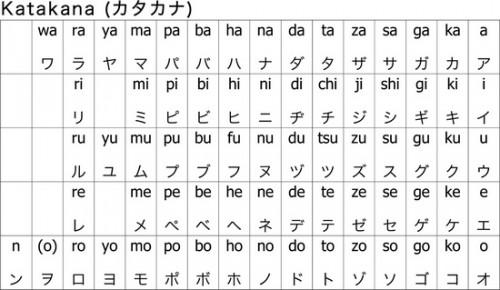 Katakana (カタカナ)
wa ra ya ma pa ba ha na da ta za sa ga ka a
ワ ラ ヤ マ パ バ ハ ナ ダ タ ザ サ ガ カ ア
ri mi pi bi hi ni di chi ji shi gi ki i
リ ミ ピ ビ ヒ ニ ヂ チ ジ シ ギ キ イ
ru yu mu pu bu fu nu du tsu zu su gu ku u
ル ユ ム プ ブ フ ヌ ヅ ツ ズ ス グ ク ウ
re me pe be he ne de te ze se ge ke e
レ メ ペ ベ ヘ ネ デ テ ゼ セ ゲ ケ エ
n (o) ro yo mo po bo ho no do to zo so go ko o
ン ヲ ロ ヨ モ ポ ボ ホ ノ ド ト ゾ ソ ゴ コ オ